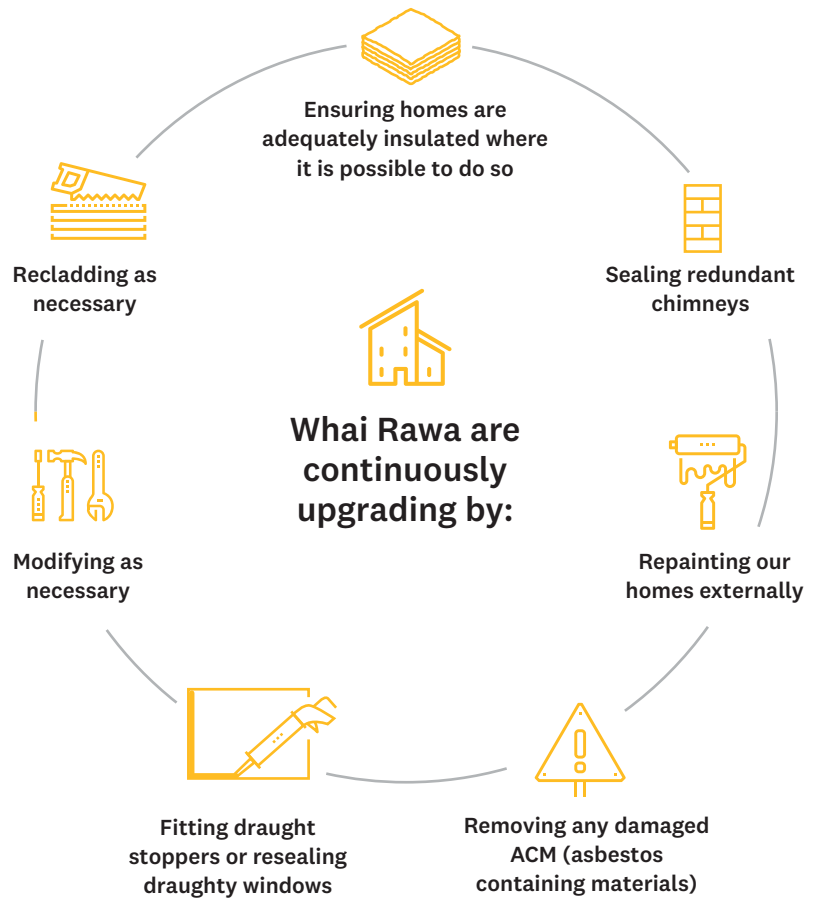 Ensuring homes are
adequately insulated where
it is possible to do so
Sealing redundant
chimneys
Repainting our
homes externally
Removing any damaged
ACM (asbestos
containing materials)
Fitting draught
stoppers or resealing
draughty windows
Modifying as
necessary
Recladding as
necessary
Whai Rawa are
continuously
upgrading by: